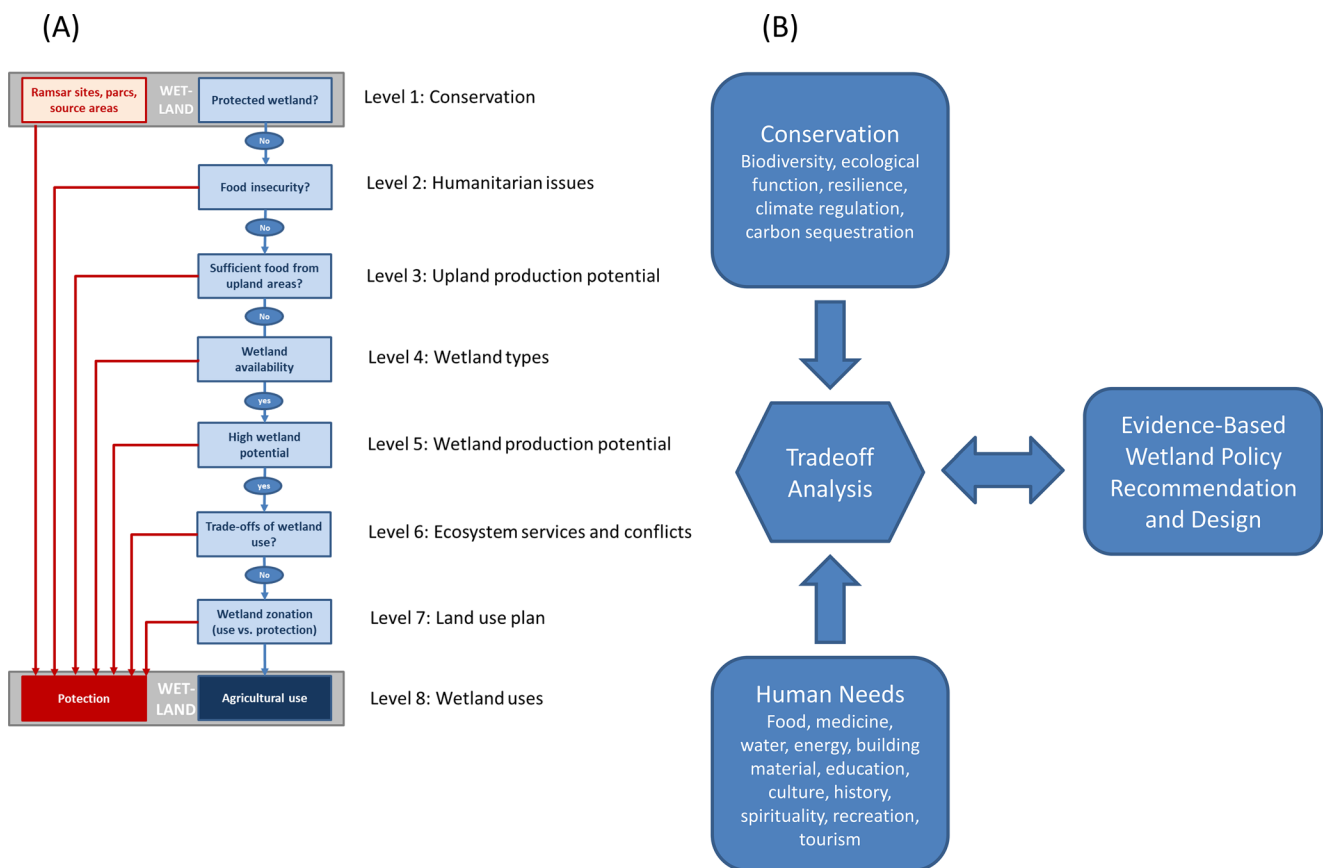 (A)
Ramsar sites, parcs,
source areas
WET-
LAND
Protected wetland?
Level 1: Conservation
No
Food insecurity?
Level 2: Humanitarian issues
No
Sufficient food from
upland areas?
Level 3: Upland production potential
No
Wetland
availability
Level 4: Wetland types
yes
High wetland
potential
Level 5: Wetland production potential
yes
Trade-offs of wetland
use?
Level 6: Ecosystem services and conflicts
No
Wetland zonation
(use vs. protection)
Level 7: Land use plan
Potection
WET-
LAND
Agricultural use
Level 8: Wetland uses
(B)
Conservation
Biodiversity, ecological
function, resilience,
climate regulation,
carbon sequestration
Tradeoff
Analysis
Evidence-Based
Wetland Policy
Recommendation
and Design
Human Needs
Food, medicine,
water, energy, building
material, education,
culture, history,
spirituality, recreation,
tourism